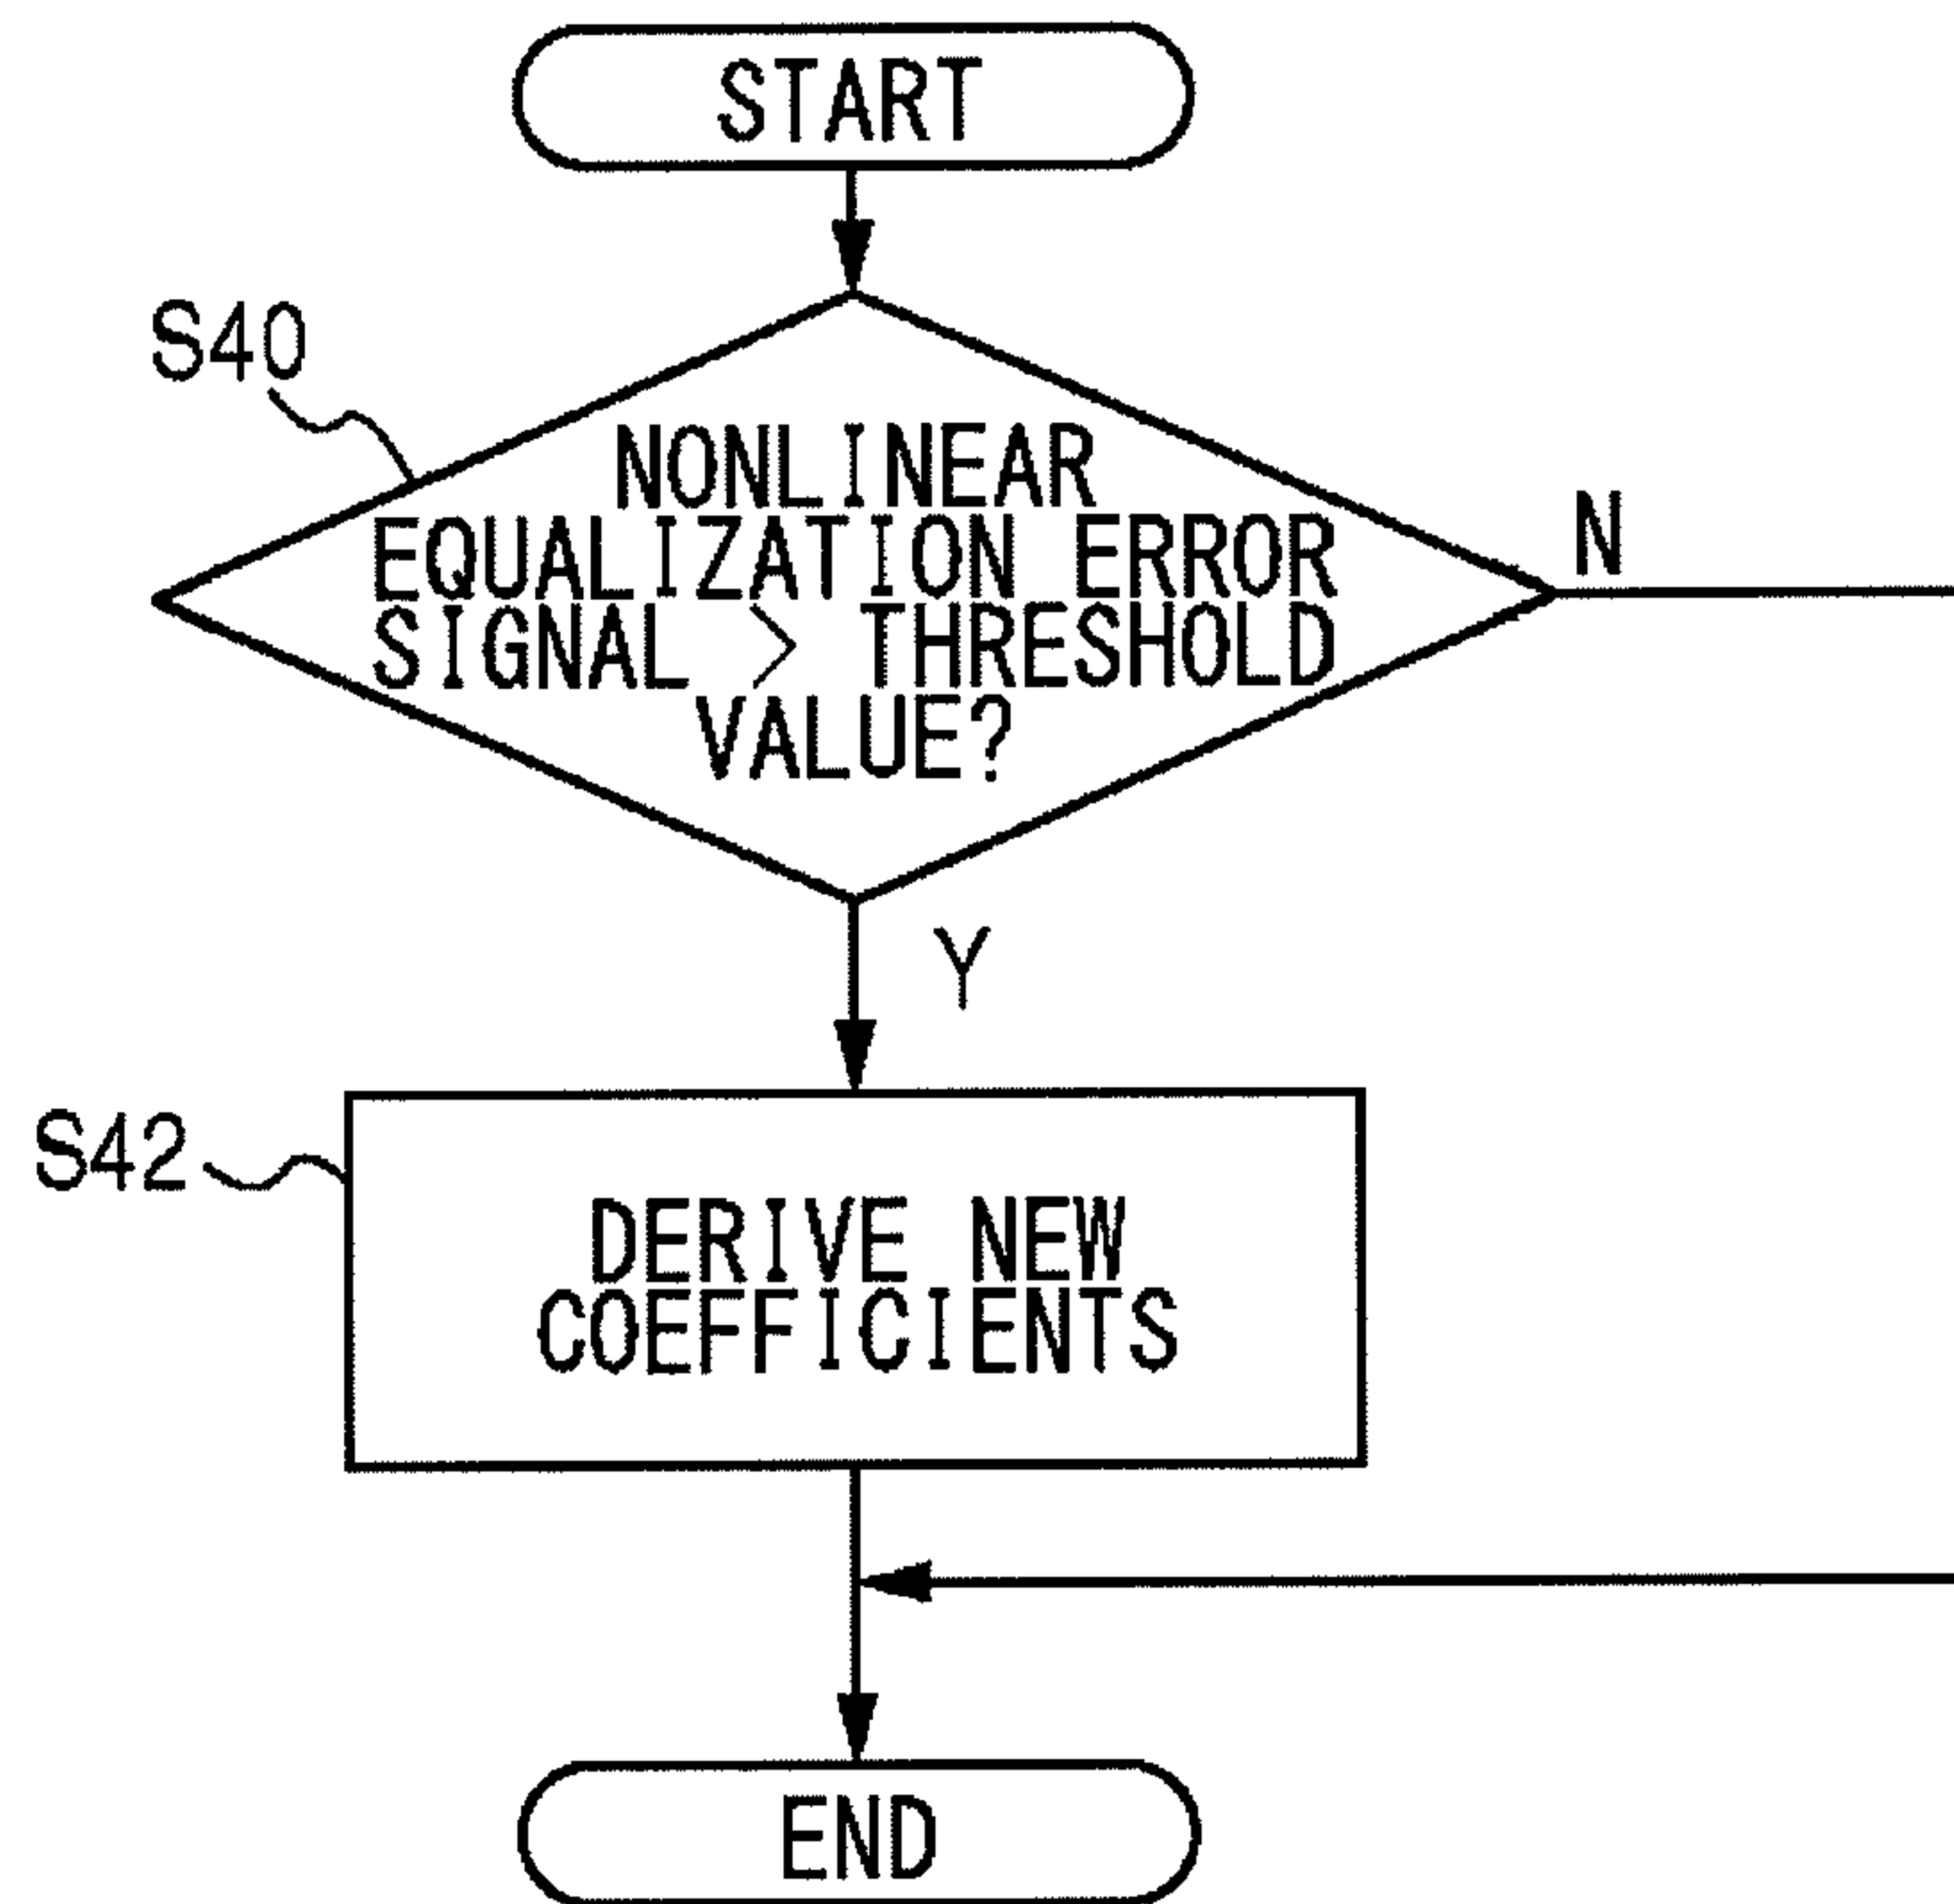 START
S40
NONLINEAR
EQUALIZATION ERROR
SIGNAL > THRESHOLD
VALUE?
N
Y
S42
DERIVE NEW
COEFFICIENTS
END